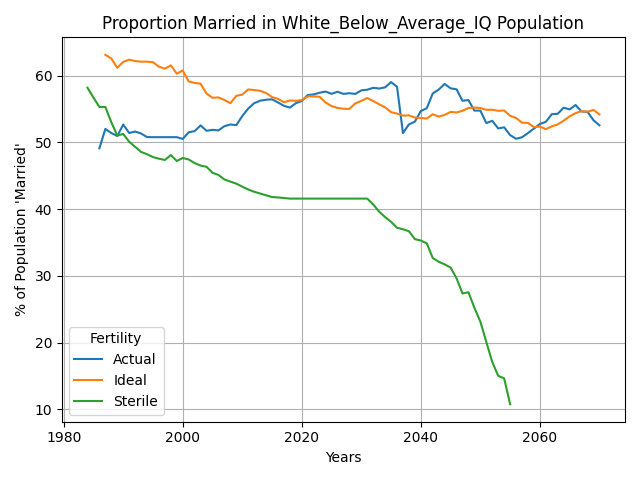 Proportion Married in White_Below_Average_IQ Population
% of Population 'Married'
60
50
40
30
20
10
Fertility
Actual
Ideal
Sterile
1980
2000
2020
2040
2060
Years